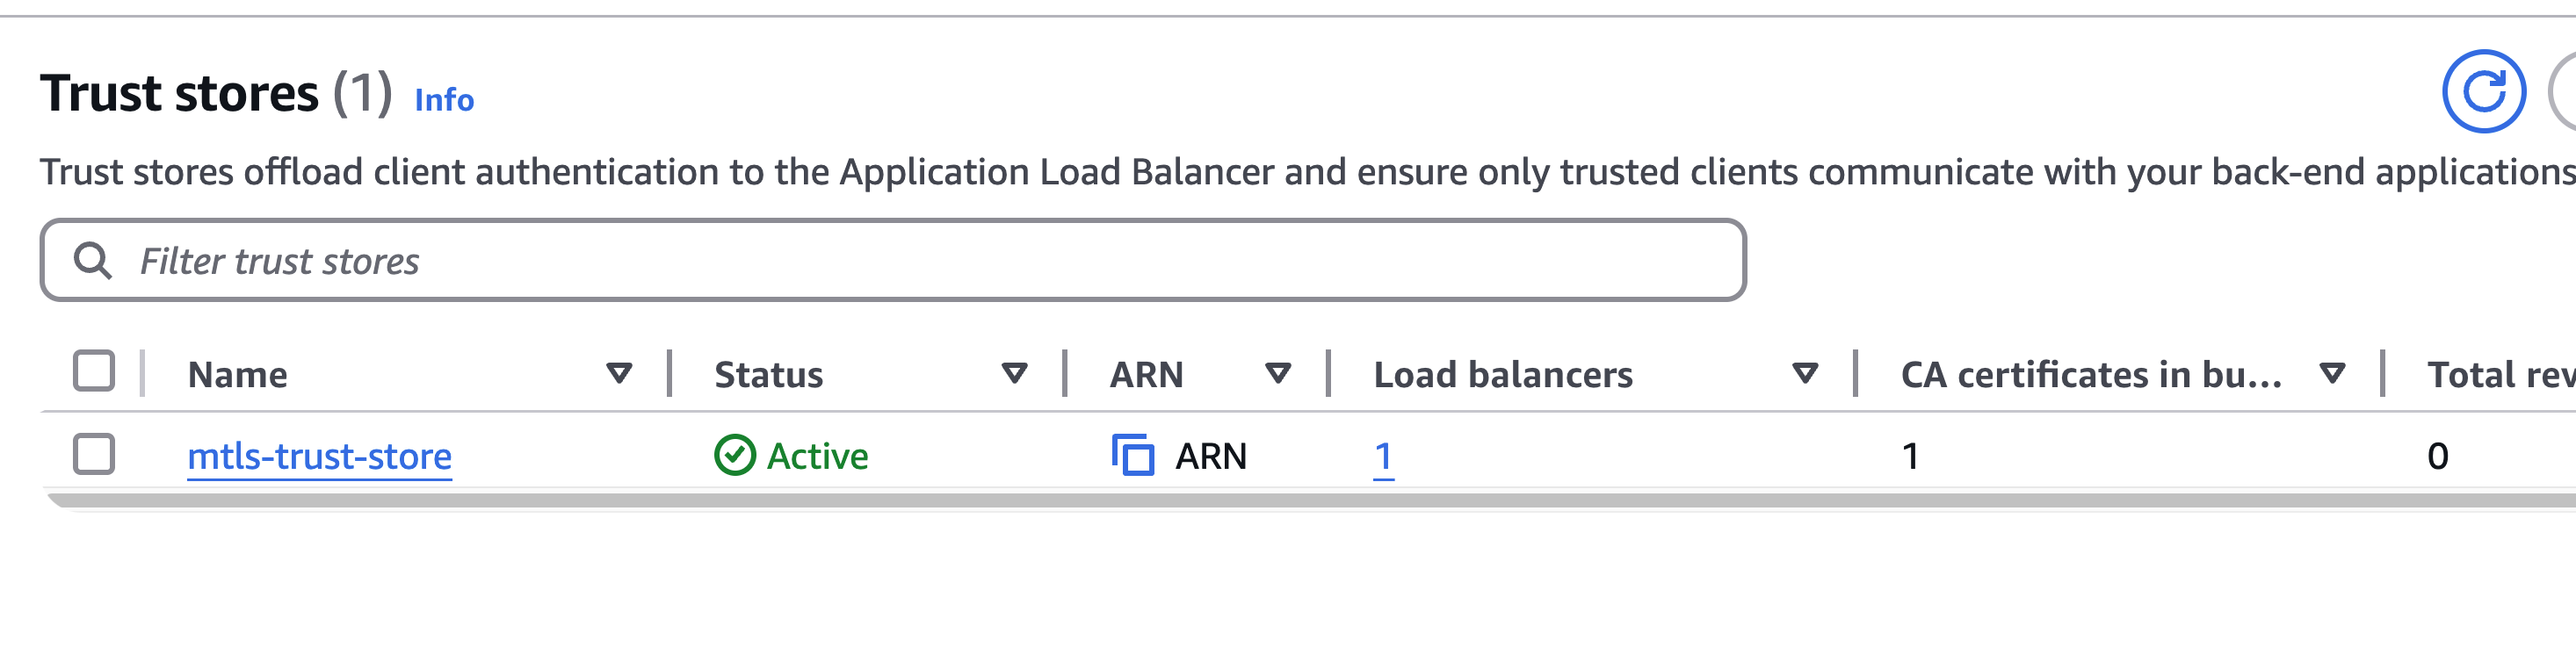 Trust stores (1) Info
Trust stores offload client authentication to the Application Load Balancer and ensure only trusted clients communicate with your back-end applications
Filter trust stores
Name Status ARN Load balancers CA certificates in bu... Total rev
mtls-trust-store Active ARN 1 1 0